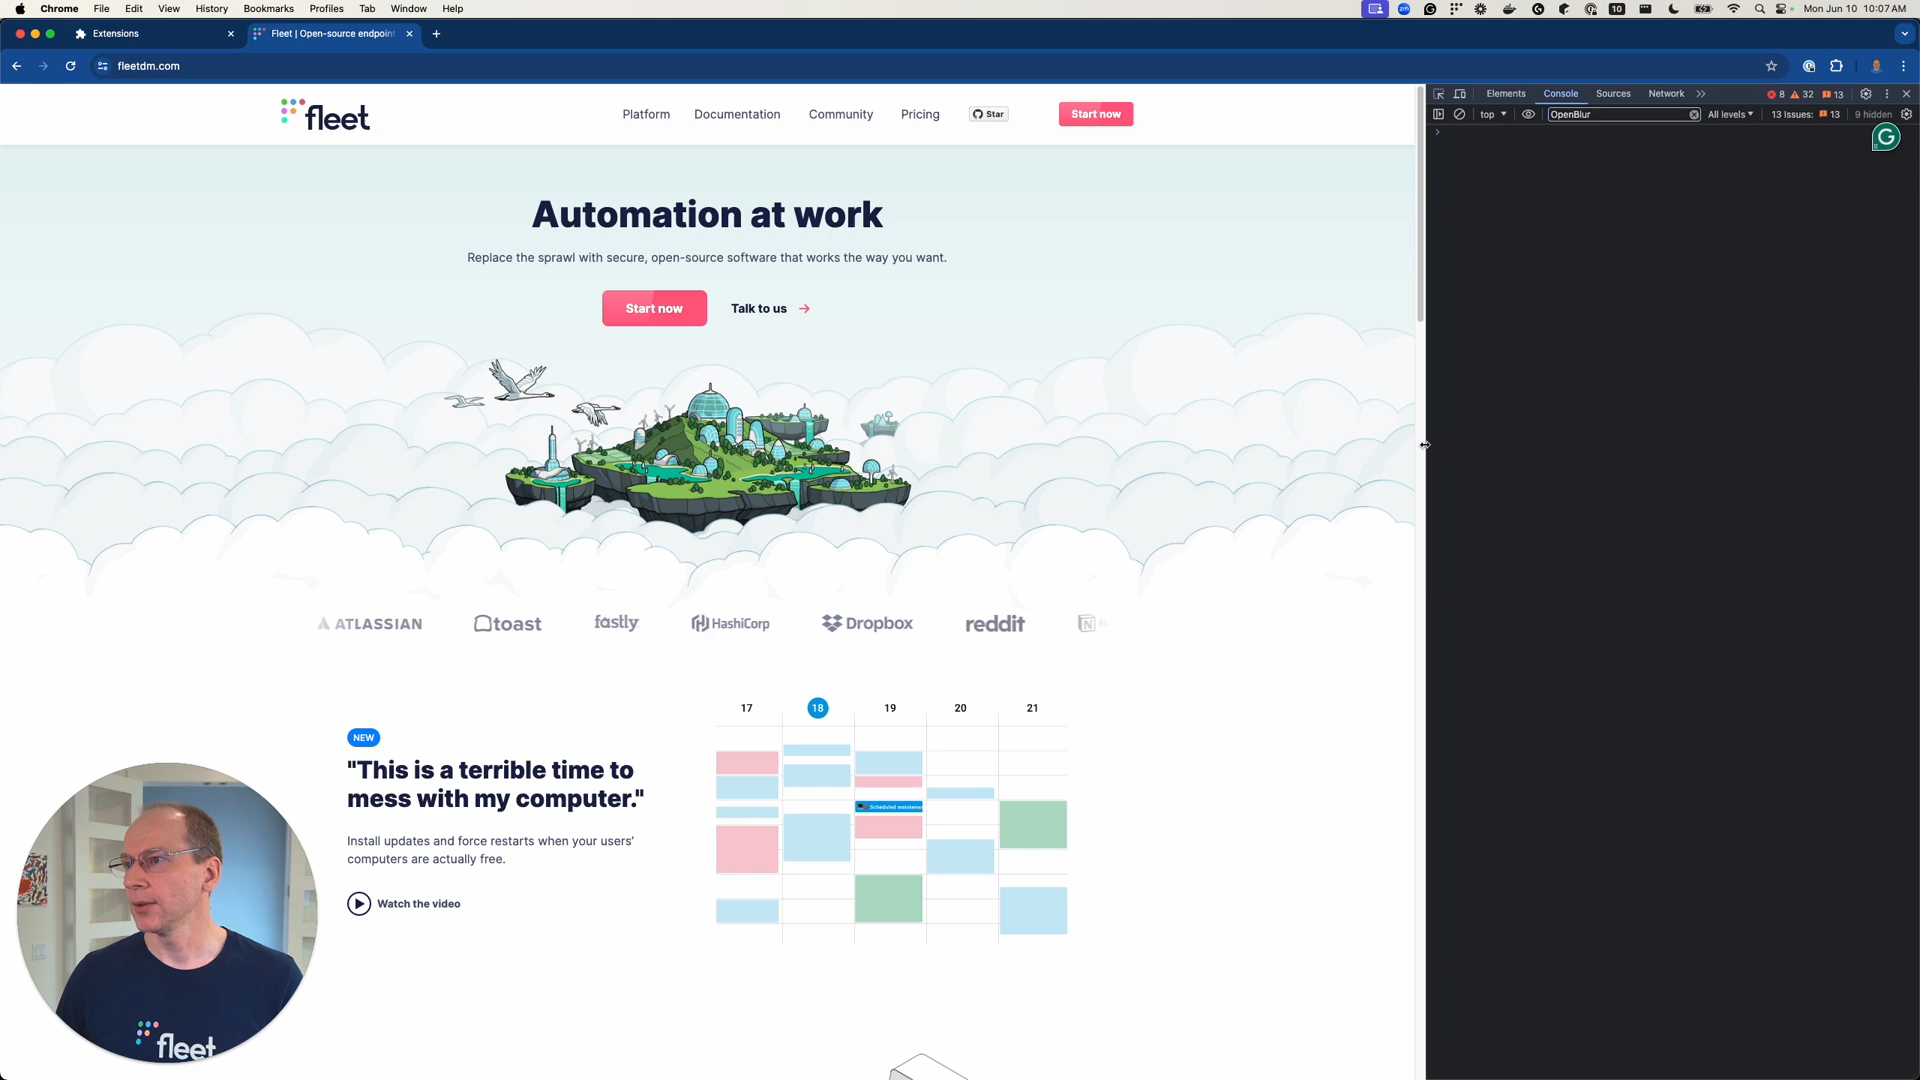 Chrome File Edit View History Bookmarks Profiles Tab Window Help
10
Mon Jun 10 10:07 AM
Extensions
Fleet | Open-source endpoint
fleetdm.com
fleet
Platform
Documentation
Community
Pricing
Star
Start now
Elements Console Sources Network
8 32 13
top
OpenBlur
All levels
13 Issues: 13
9 hidden
Automation at work
Replace the sprawl with secure, open-source software that works the way you want.
Start now
Talk to us
ATLASSIAN
toast
fastly
HashiCorp
Dropbox
reddit
17 18 19 20 21
NEW
"This is a terrible time to
mess with my computer."
Scheduled maintenan
Install updates and force restarts when your users’
computers are actually free.
Watch the video
fleet